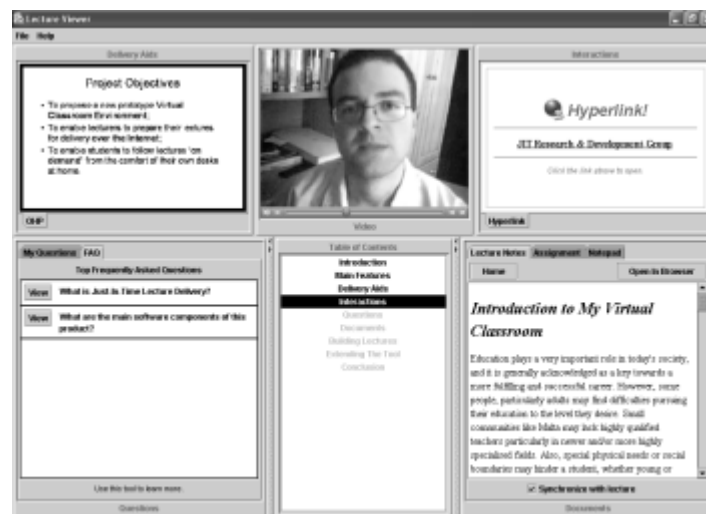 Lecture Viewer
File Help
Delivery Aids
Project Objectives
• To propose a new prototype Virtual
Classroom Environment;
• To enable lecturers to prepare their lectures
for delivery over the Internet;
• To enable students to follow lectures 'on
demand' from the comfort of their own desks
at home.
OHP
Video
Interactions
Hyperlink!
JIT Research & Development Group
Click the link above to open.
Hyperlink
My Questions FAQ
Top Frequently Asked Questions
View What is Just In Time Lecture Delivery?
View What are the main software components of this
product?
Use this tool to learn more.
Questions
Table of Contents
Introduction
Main Features
Delivery Aids
Interactions
Questions
Documents
Building Lectures
Extending The Tool
Conclusion
Lecture Notes Assignment Notepad
Home Open In Browser
Introduction to My Virtual
Classroom
Education plays a very important role in today's society,
and it is generally acknowledged as a key towards a
more fulfilling and successful career. However, some
people, particularly adults may find difficulties pursuing
their education to the level they desire. Small
communities like Malta may lack highly qualified
teachers particularly in newer and/or more highly
specialized fields. Also, special physical needs or social
boundaries may hinder a student, whether young or
Synchronize with lecture
Documents